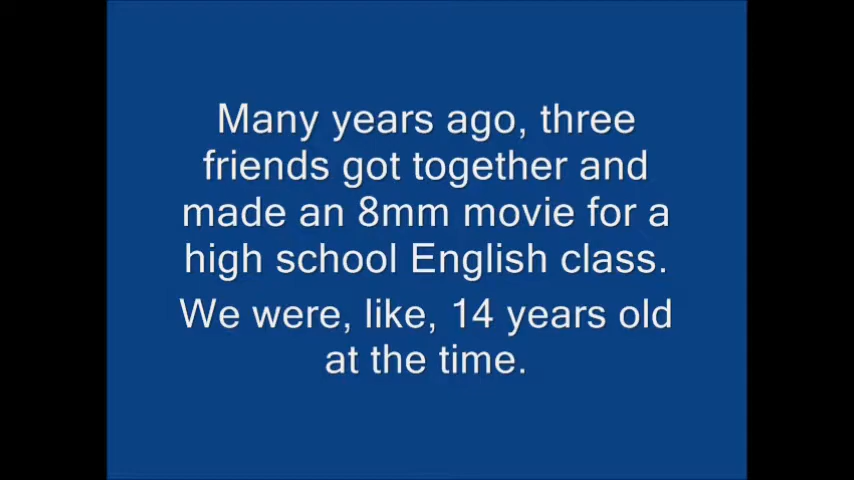 Many years ago, three
friends got together and
made an 8mm movie for a
high school English class.
We were, like, 14 years old
at the time.